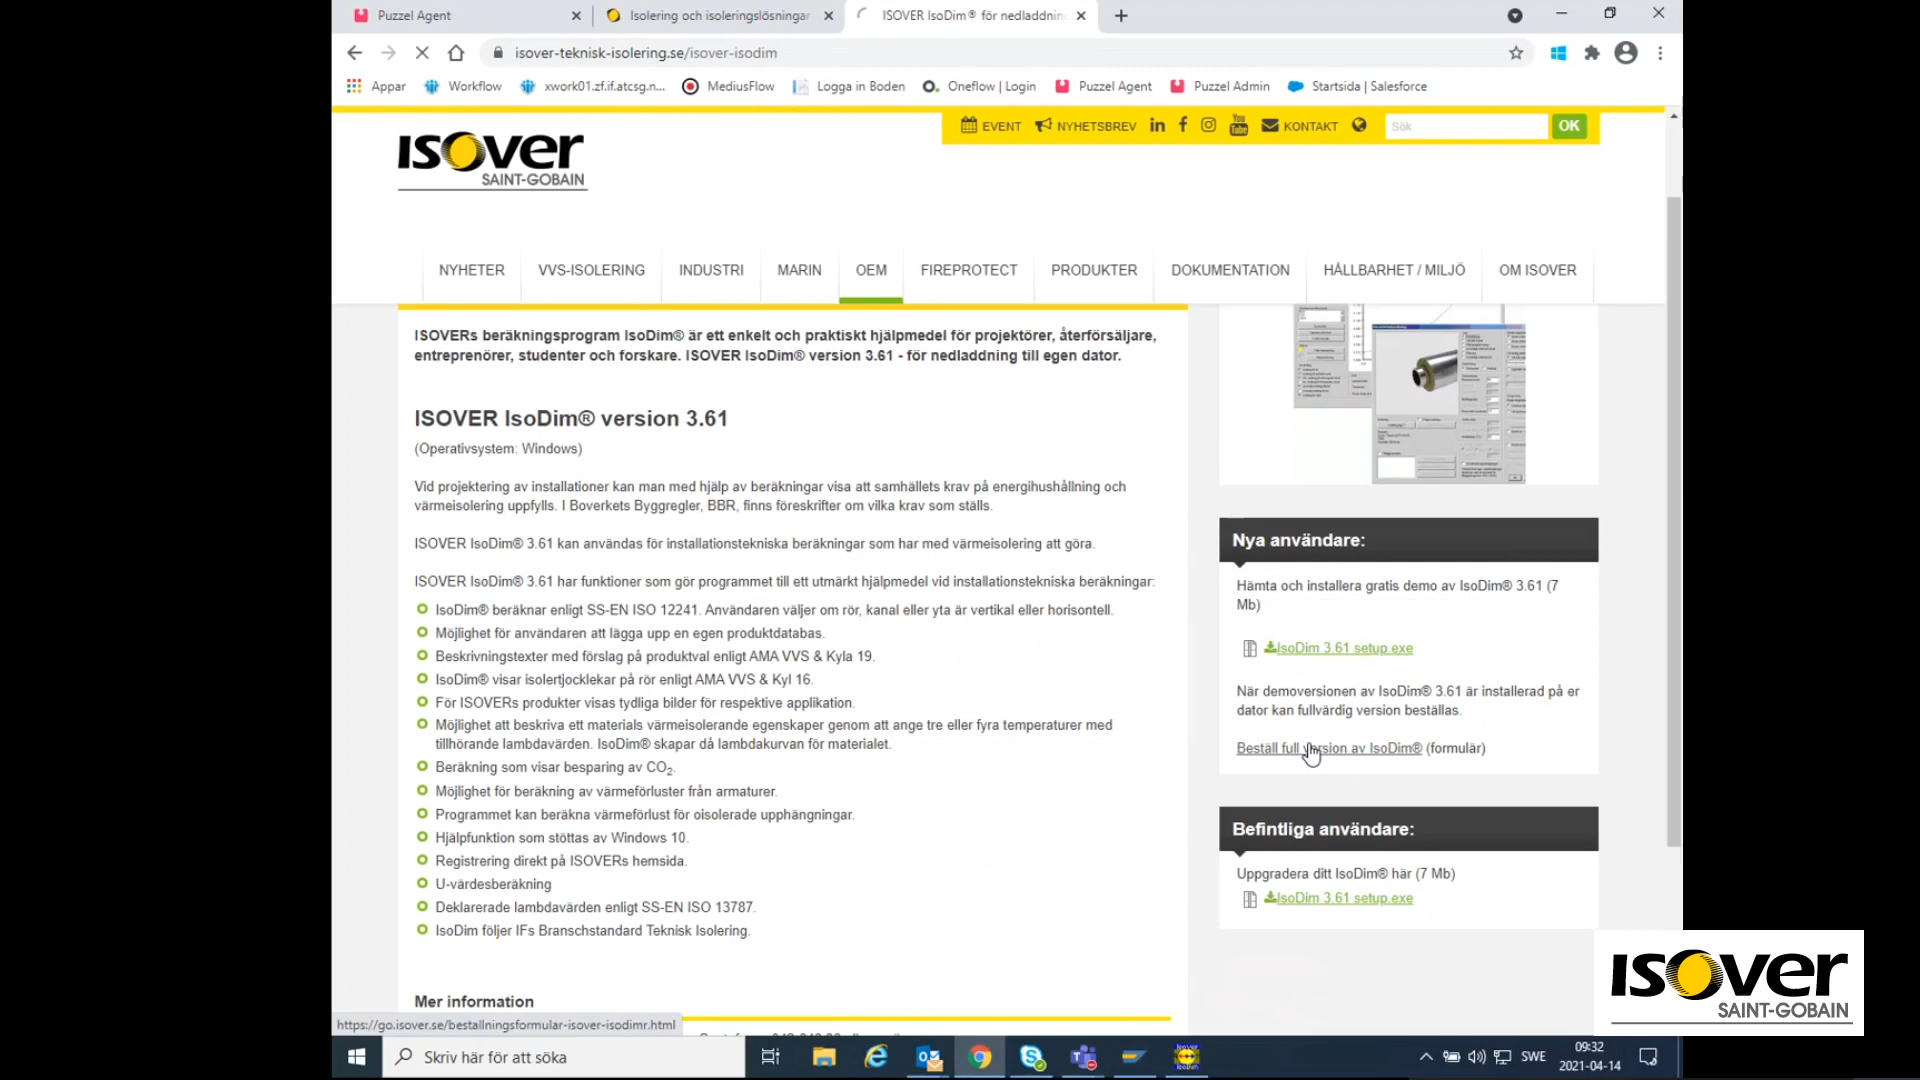 Puzzel Agent
Isolering och isoleringslösningar
ISOVER IsoDim® för nedladdning
isover-teknisk-isolering.se/isover-isodim
Appar
Workflow
xwork01.zf.if.atcsg.n...
MediusFlow
Logga in Boden
Oneflow | Login
Puzzel Agent
Puzzel Admin
Startsida | Salesforce
ISOVER
SAINT-GOBAIN
EVENT
NYHETSBREV
in
You Tube
KONTAKT
Sök
OK
NYHETER
VVS-ISOLERING
INDUSTRI
MARIN
OEM
FIREPROTECT
PRODUKTER
DOKUMENTATION
HÅLLBARHET / MILJÖ
OM ISOVER
ISOVERs beräkningsprogram IsoDim® är ett enkelt och praktiskt hjälpmedel för projektörer, återförsäljare,
entreprenörer, studenter och forskare. ISOVER IsoDim® version 3.61 - för nedladdning till egen dator.
ISOVER IsoDim® version 3.61
(Operativsystem: Windows)
Vid projektering av installationer kan man med hjälp av beräkningar visa att samhällets krav på energihushållning och
värmeisolering uppfylls. I Boverkets Byggregler, BBR, finns föreskrifter om vilka krav som ställs.
ISOVER IsoDim® 3.61 kan användas för installationstekniska beräkningar som har med värmeisolering att göra.
ISOVER IsoDim® 3.61 har funktioner som gör programmet till ett utmärkt hjälpmedel vid installationstekniska beräkningar:
IsoDim® beräknar enligt SS-EN ISO 12241. Användaren väljer om rör, kanal eller yta är vertikal eller horisontell.
Möjlighet för användaren att lägga upp en egen produktdatabas.
Beskrivningstexter med förslag på produktval enligt AMA VVS & Kyla 19.
IsoDim® visar isolertjocklekar på rör enligt AMA VVS & Kyl 16.
För ISOVERs produkter visas tydliga bilder för respektive applikation.
Möjlighet att beskriva ett materials värmeisolerande egenskaper genom att ange tre eller fyra temperaturer med
tillhörande lambdavärden. IsoDim® skapar då lambdakurvan för materialet.
Beräkning som visar besparing av CO2.
Möjlighet för beräkning av värmeförluster från armaturer.
Programmet kan beräkna värmeförlust för oisolerade upphängningar.
Hjälpfunktion som stöttas av Windows 10.
Registrering direkt på ISOVERs hemsida.
U-värdesberäkning
Deklarerade lambdavärden enligt SS-EN ISO 13787.
IsoDim följer IFs Branschstandard Teknisk Isolering.
Mer information
Nya användare:
Hämta och installera gratis demo av IsoDim® 3.61 (7
Mb)
IsoDim 3.61 setup.exe
När demoversionen av IsoDim® 3.61 är installerad på er
dator kan fullvärdig version beställas.
Beställ full version av IsoDim® (formulär)
Befintliga användare:
Uppgradera ditt IsoDim® här (7 Mb)
IsoDim 3.61 setup.exe
ISOVER
SAINT-GOBAIN
https://go.isover.se/bestallningsformular-isover-isodimr.html
Skriv här för att söka
SWE
09:32
2021-04-14